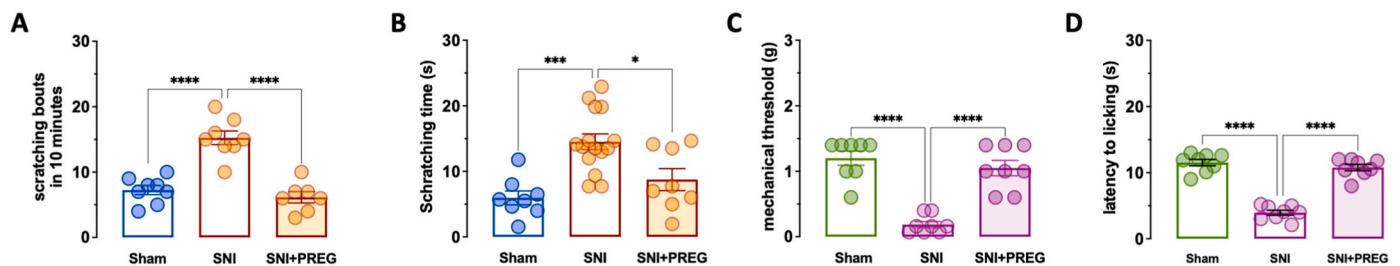 A
scratching bouts
in 10 minutes
30
20
10
0
****
****
Sham
SNI
SNI+PREG
B
Schratching time (s)
30
20
10
0
***
*
Sham
SNI
SNI+PREG
C
mechanical threshold (g)
3
2
1
0
****
****
Sham
SNI
SNI+PREG
D
latency to licking (s)
30
20
10
0
****
****
Sham
SNI
SNI+PREG